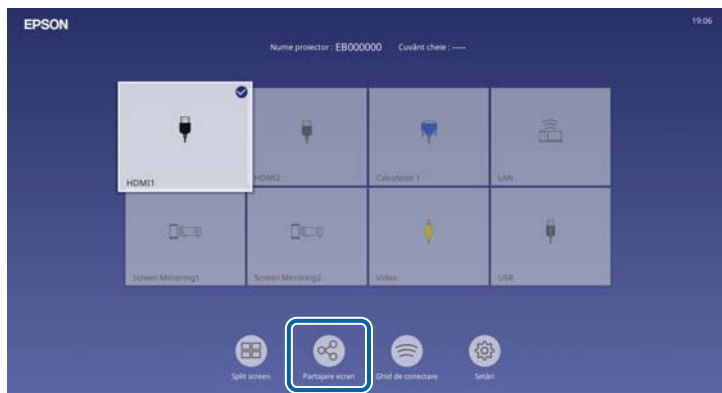 EPSON
19:06
Nume proiector : EB000000 Cuvânt cheie : ----
HDMI1
HDMI2
Calculator 1
LAN
Screen Mirroring1
Screen Mirroring2
Video
USB
Split screen
Partajare ecran
Ghid de conectare
Setări